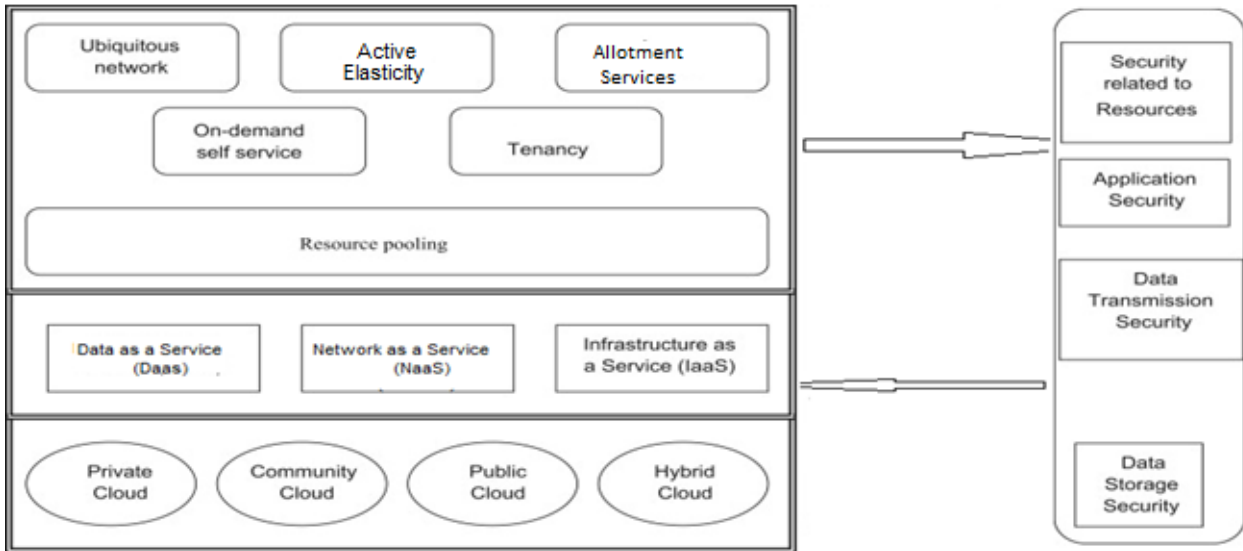 Ubiquitous
network
Active
Elasticity
Allotment
Services
On-demand
self service
Tenancy
Resource pooling
Data as a Service
(Daas)
Network as a Service
(NaaS)
Infrastructure as
a Service (IaaS)
Private
Cloud
Community
Cloud
Public
Cloud
Hybrid
Cloud
Security
related to
Resources
Application
Security
Data
Transmission
Security
Data
Storage
Security